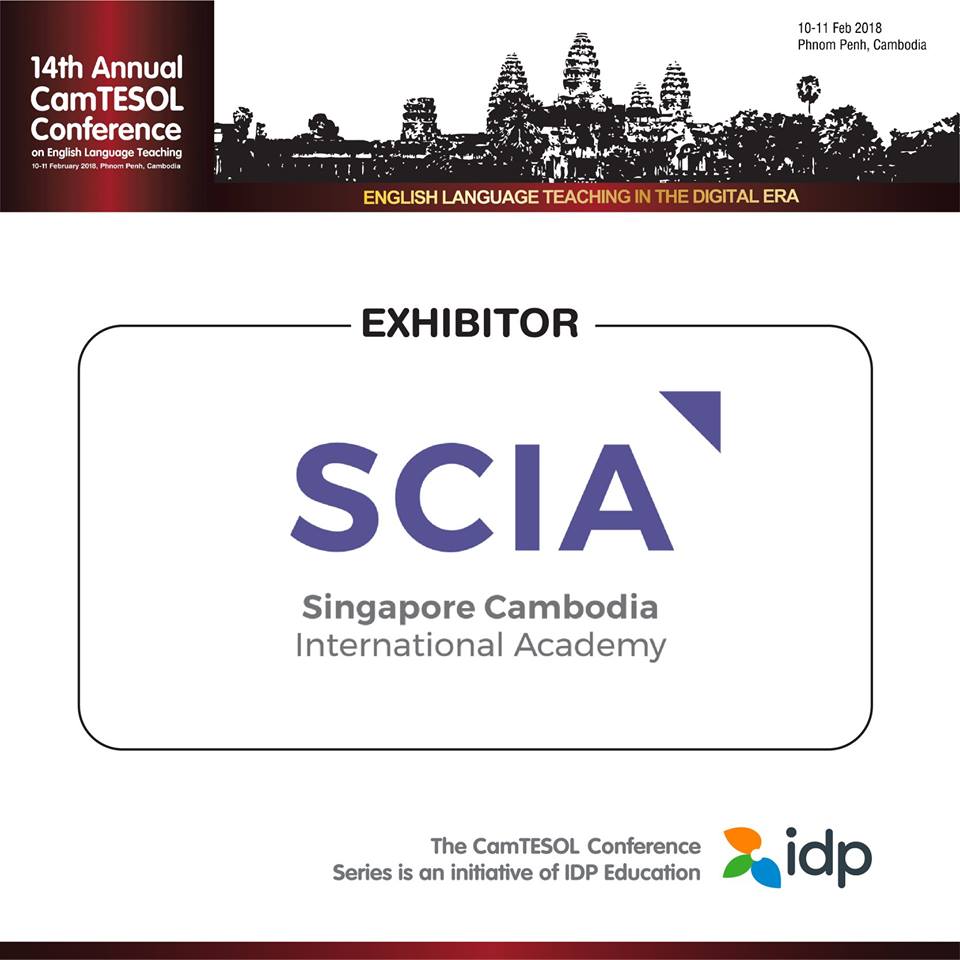 14th Annual
CamTESOL
Conference
on English Language Teaching
10-11 February 2018, Phnom Penh, Cambodia
10-11 Feb 2018
Phnom Penh, Cambodia
ENGLISH LANGUAGE TEACHING IN THE DIGITAL ERA
EXHIBITOR
SCIA
Singapore Cambodia
International Academy
The CamTESOL Conference
Series is an initiative of IDP Education
idp